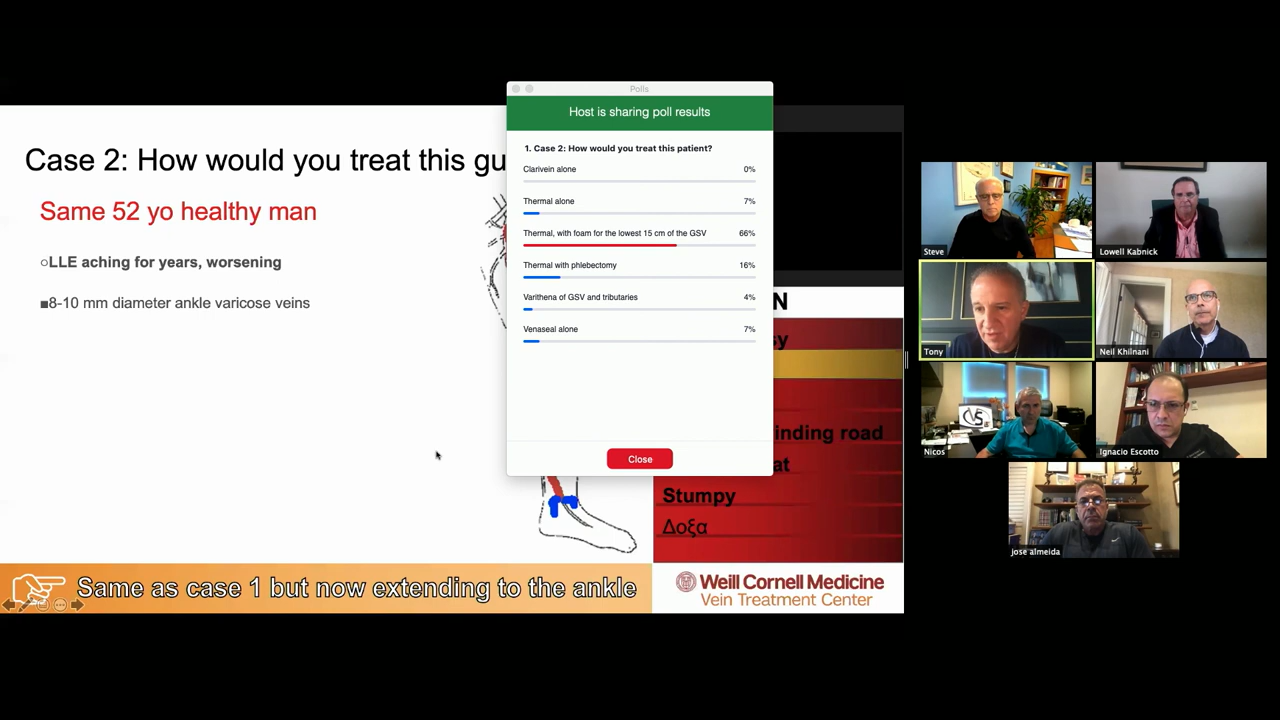 Polls
Host is sharing poll results
1. Case 2: How would you treat this patient?
Clarivein alone 0%
Thermal alone 7%
Thermal, with foam for the lowest 15 cm of the GSV 66%
Thermal with phlebectomy 16%
Varithena of GSV and tributaries 4%
Venaseal alone 7%
Close
Case 2: How would you treat this gu
Same 52 yo healthy man
○LLE aching for years, worsening
■8-10 mm diameter ankle varicose veins
N
sy
inding road
at
Stumpy
Δοξα
Same as case 1 but now extending to the ankle
Weill Cornell Medicine
Vein Treatment Center
Steve
Lowell Kabnick
Tony
Neil Khilnani
Nicos
Ignacio Escotto
jose almeida